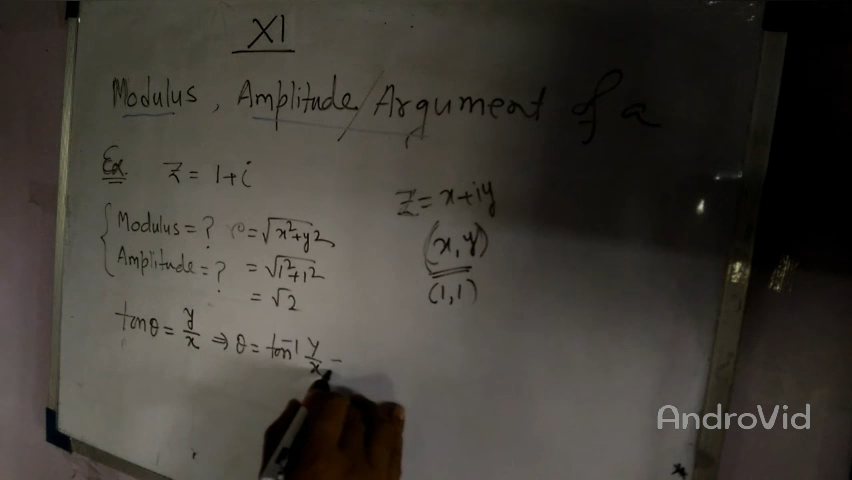 XI
Modulus, Amplitude/Argument of a
Ex. Z = 1+i
Z = x+iy
Modulus = ? r = √x²+y²
(x, y)
Amplitude = ? = √1²+1²
(1, 1)
= √2
tanθ = y/x ⇒ θ = tan⁻¹ y/x =
AndroVid